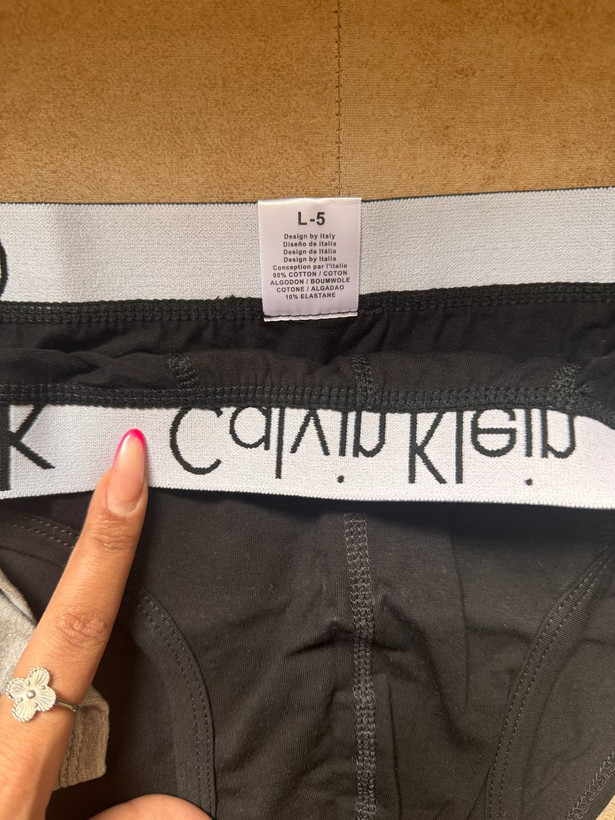 L-5
Design by Italy
Diseño de italia
Design da Itália
Design by Italia
Conception par l'italie
90% COTTON / COTON
ALGODON / BOUMWOLE
COTONE / ALGADAO
10% ELASTANE
K Calvin Klein